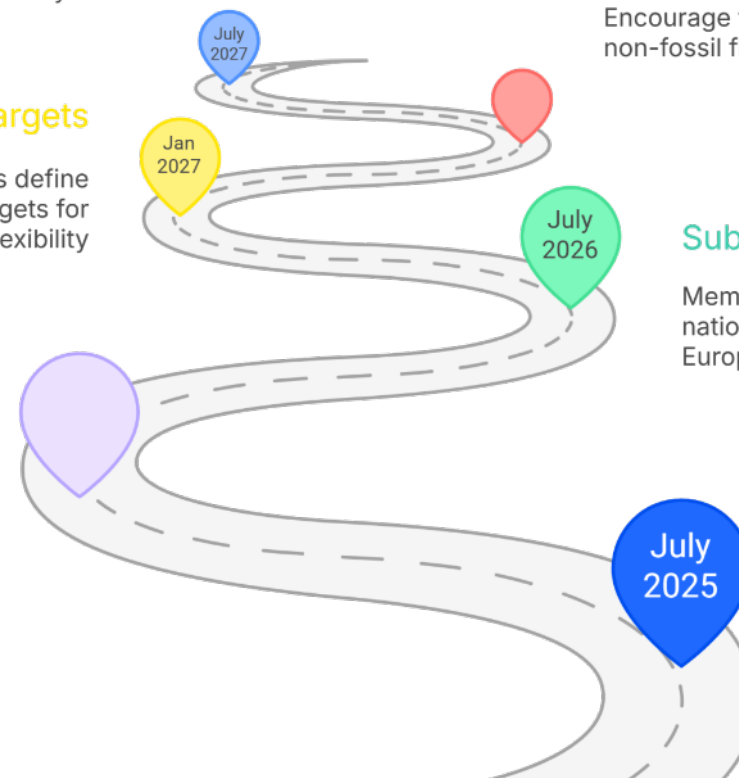 July
2027
Encourage
non-fossil f
argets
Jan
2027
s define
gets for
exibility
July
2026
Sub
Mem
natio
Europ
July
2025